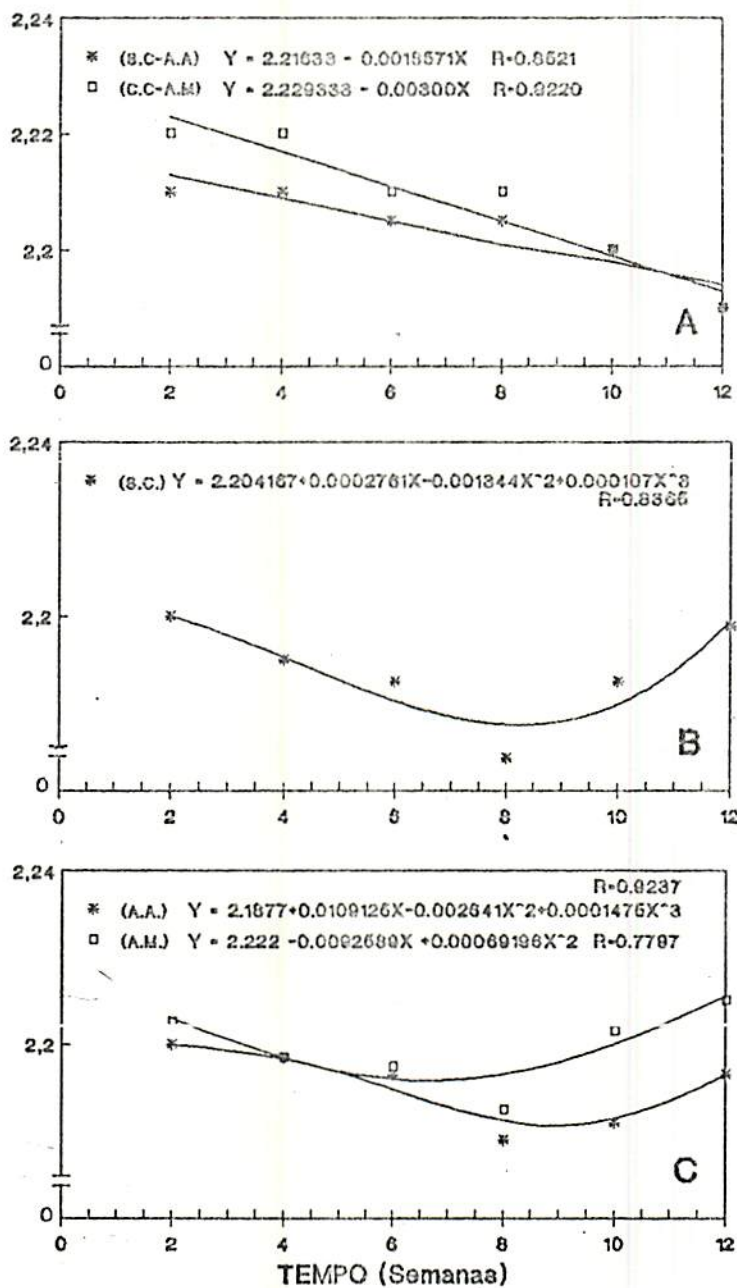 2,24
* (S.C-A.A) Y = 2.21633 - 0.0018571X R=0.8521
□ (C.C-A.M) Y = 2.229333 - 0.00300X R=0.9220
2,22
2,2
A
0
0 2 4 6 8 10 12
2,24
* (S.C.) Y = 2.204167+0.0002761X-0.001344X^2+0.000107X^3
R=0.8365
2,2
B
0
0 2 4 6 8 10 12
2,24
R=0.9237
* (A.A.) Y = 2.1877+0.0109126X-0.002641X^2+0.0001475X^3
□ (A.M.) Y = 2.222 -0.0092689X +0.00069196X^2 R=0.7797
2,2
C
0
0 2 4 6 8 10 12
TEMPO (Semanas)